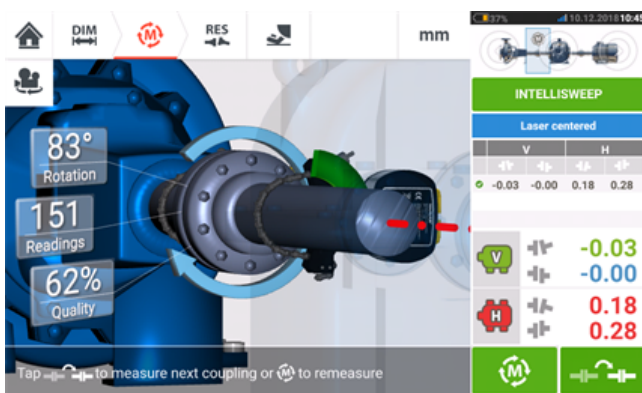 DIM
M
RES
mm
37%
10.12.2018 10:45
INTELLISWEEP
Laser centered
V H
-0.03 -0.00 0.18 0.28
83°
Rotation
151
Readings
62%
Quality
V
-0.03
-0.00
H
0.18
0.28
Tap to measure next coupling or M to remeasure
M